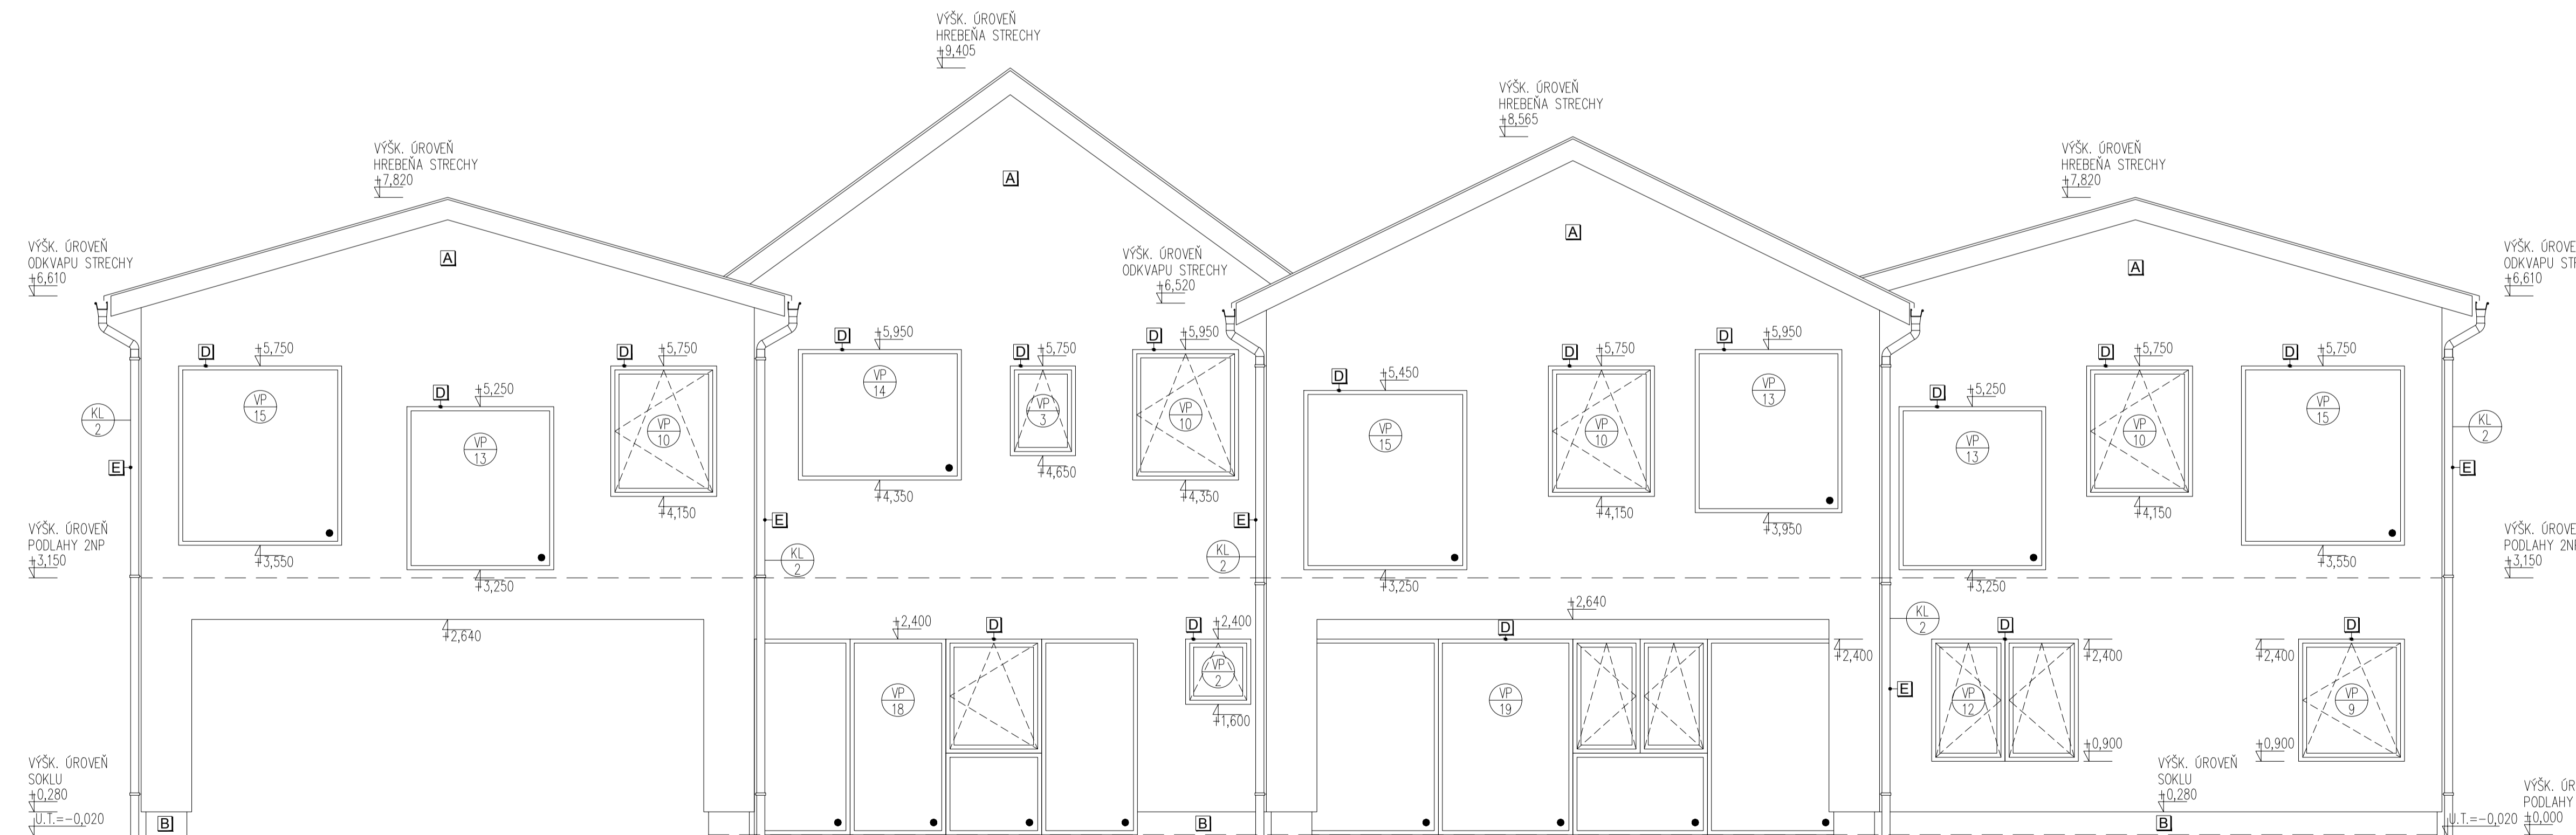 VÝŠK. ÚROVEŇ
HREBEŇA STRECHY
+9,405
VÝŠK. ÚROVEŇ
HREBEŇA STRECHY
+8,565
VÝŠK. ÚROVEŇ
HREBEŇA STRECHY
+7,820
VÝŠK. ÚROVEŇ
HREBEŇA STRECHY
+7,820
A
A
A
A
VÝŠK. ÚROVEŇ
ODKVAPU STRECHY
+6,610
VÝŠK. ÚROVEŇ
ODKVAPU STRECHY
+6,520
+6,610
D
+5,750
D
+5,250
D
+5,750
D
+5,950
D
+5,750
D
+5,950
D
+5,450
D
+5,750
D
+5,950
D
+5,250
D
+5,750
D
+5,750
VP
15
VP
13
VP
10
VP
14
VP
3
VP
10
VP
15
VP
10
VP
13
VP
13
VP
10
VP
15
KL
2
KL
2
E
E
+4,150
+4,350
+4,650
+4,350
+4,150
+3,950
+4,150
E
E
KL
2
KL
2
VÝŠK. ÚROVEŇ
PODLAHY 2NP
+3,150
+3,550
+3,250
+3,250
+3,250
+3,550
+3,150
+2,640
+2,400
D
D
+2,400
+2,640
D
+2,400
KL
2
D
+2,400
+2,400
D
VP
18
VP
2
+1,600
VP
19
E
VP
12
VP
9
+0,900
+0,900
VÝŠK. ÚROVEŇ
SOKLU
+0,280
U.T.=-0,020
B
B
VÝŠK. ÚROVEŇ
SOKLU
+0,280
B
U.T.=-0,020
PODLAHY
+0,000